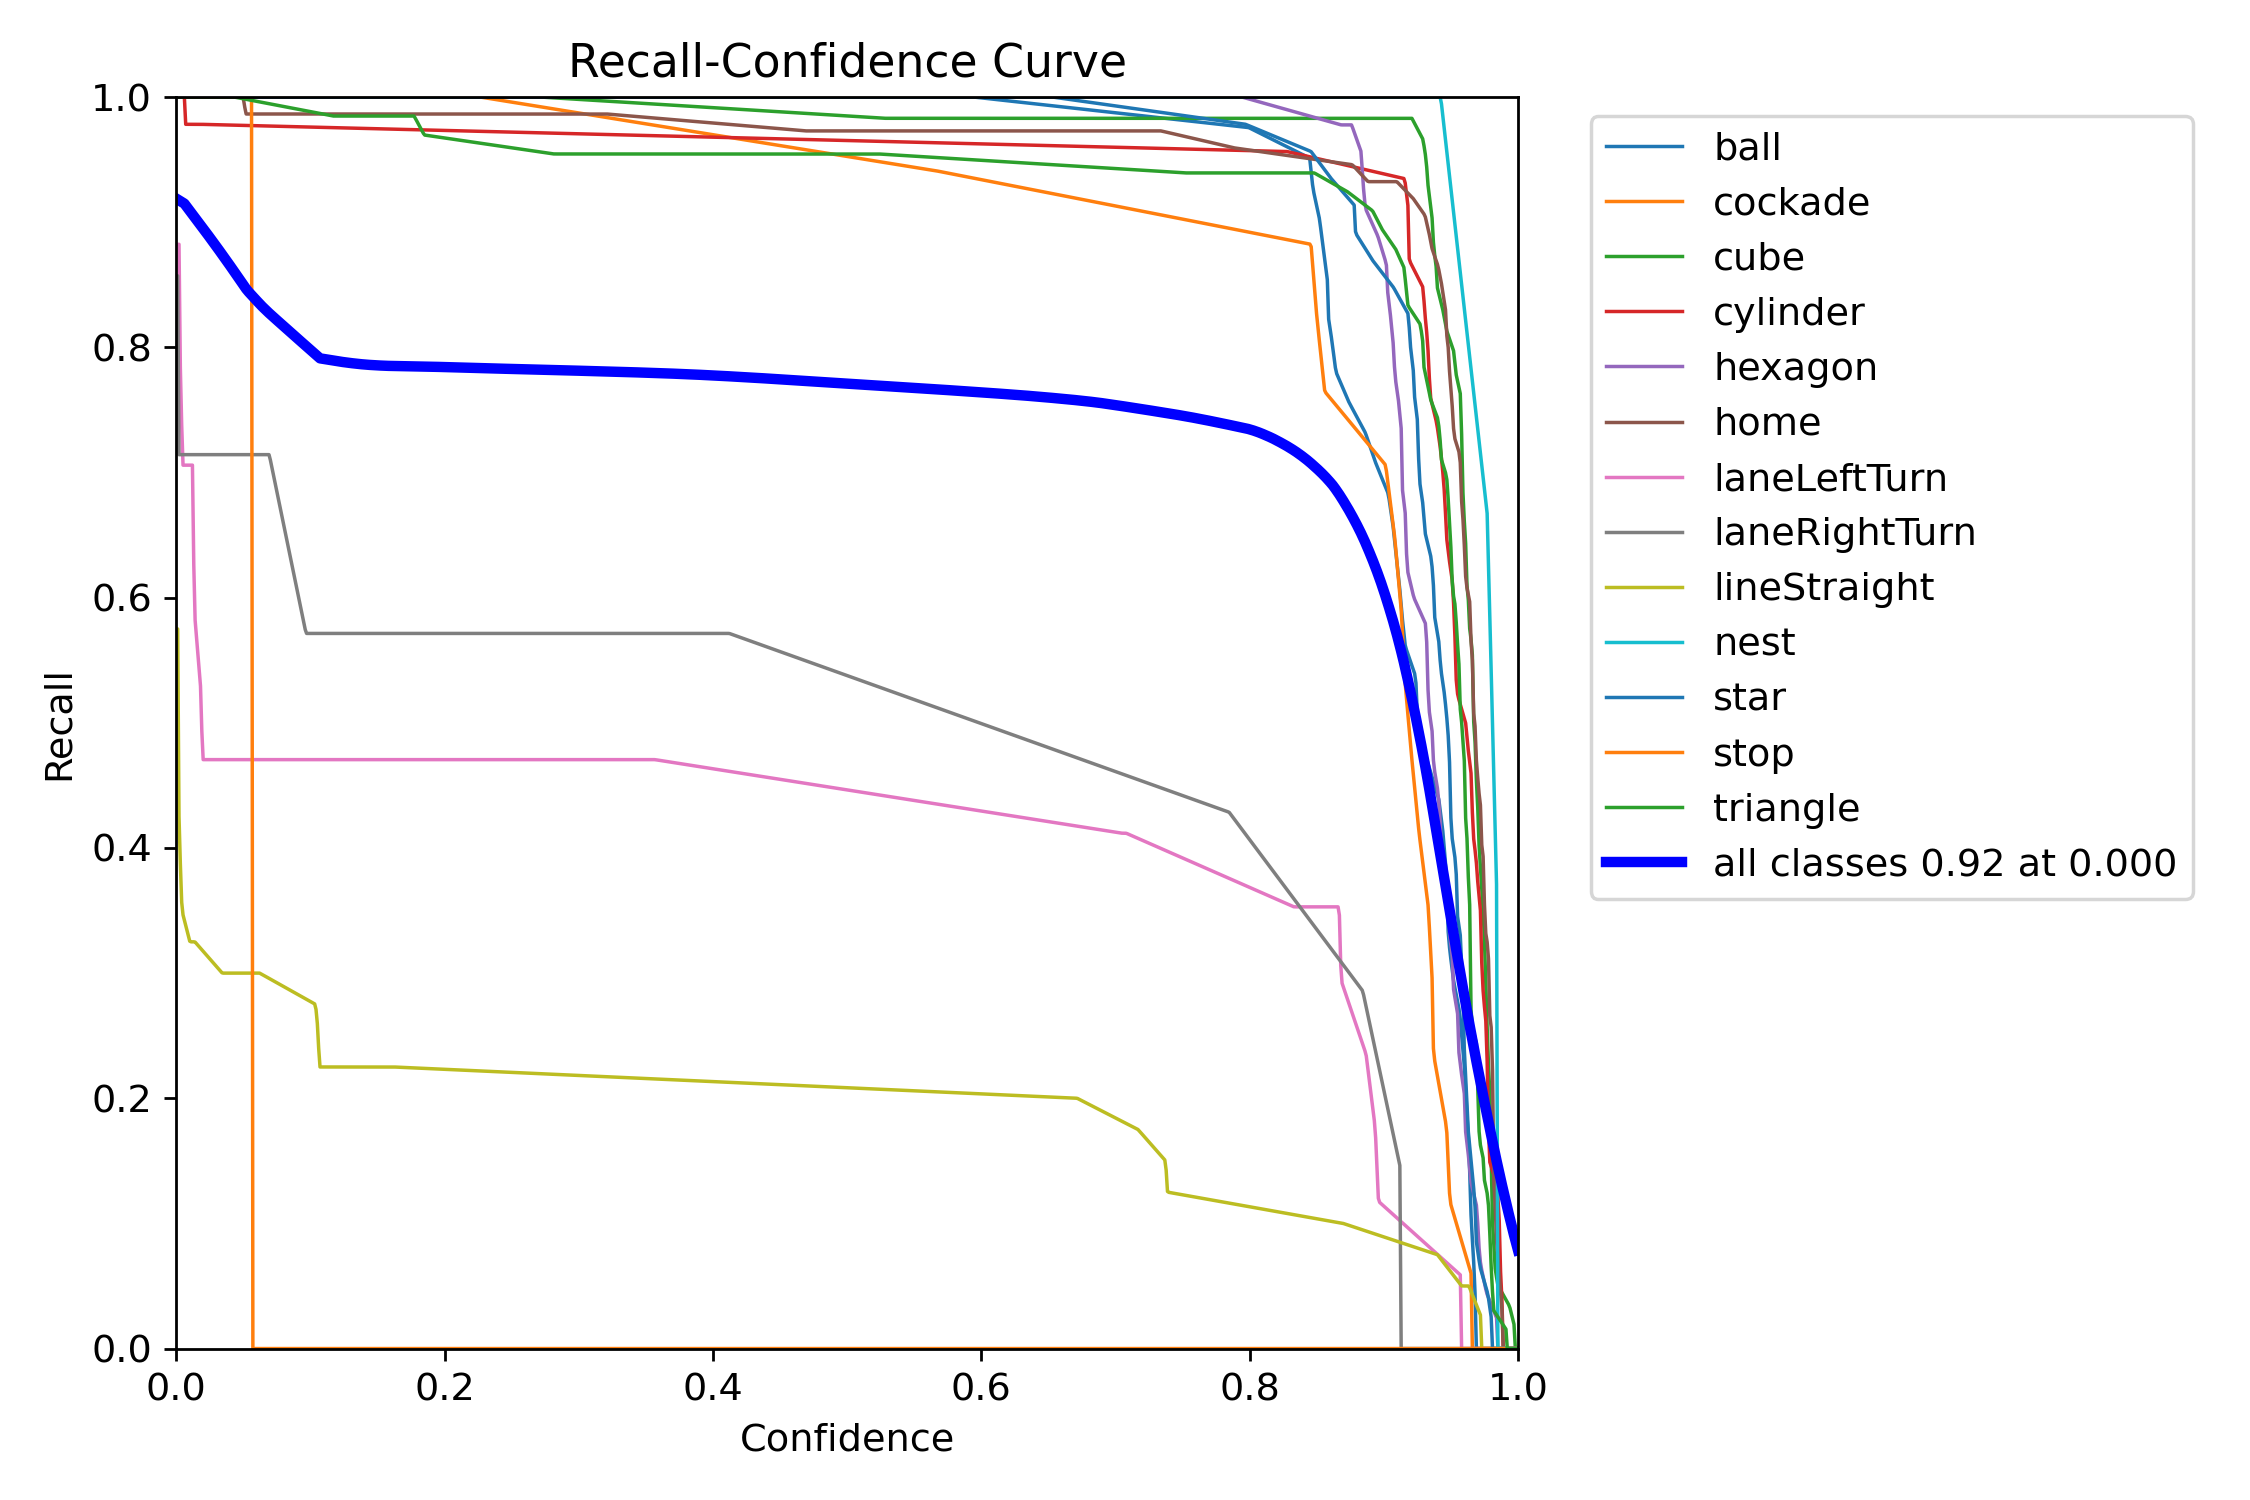 Recall-Confidence Curve
1.0
0.8
0.6
0.4
0.2
0.0
Recall
0.0 0.2 0.4 0.6 0.8 1.0
Confidence
ball
cockade
cube
cylinder
hexagon
home
laneLeftTurn
laneRightTurn
lineStraight
nest
star
stop
triangle
all classes 0.92 at 0.000